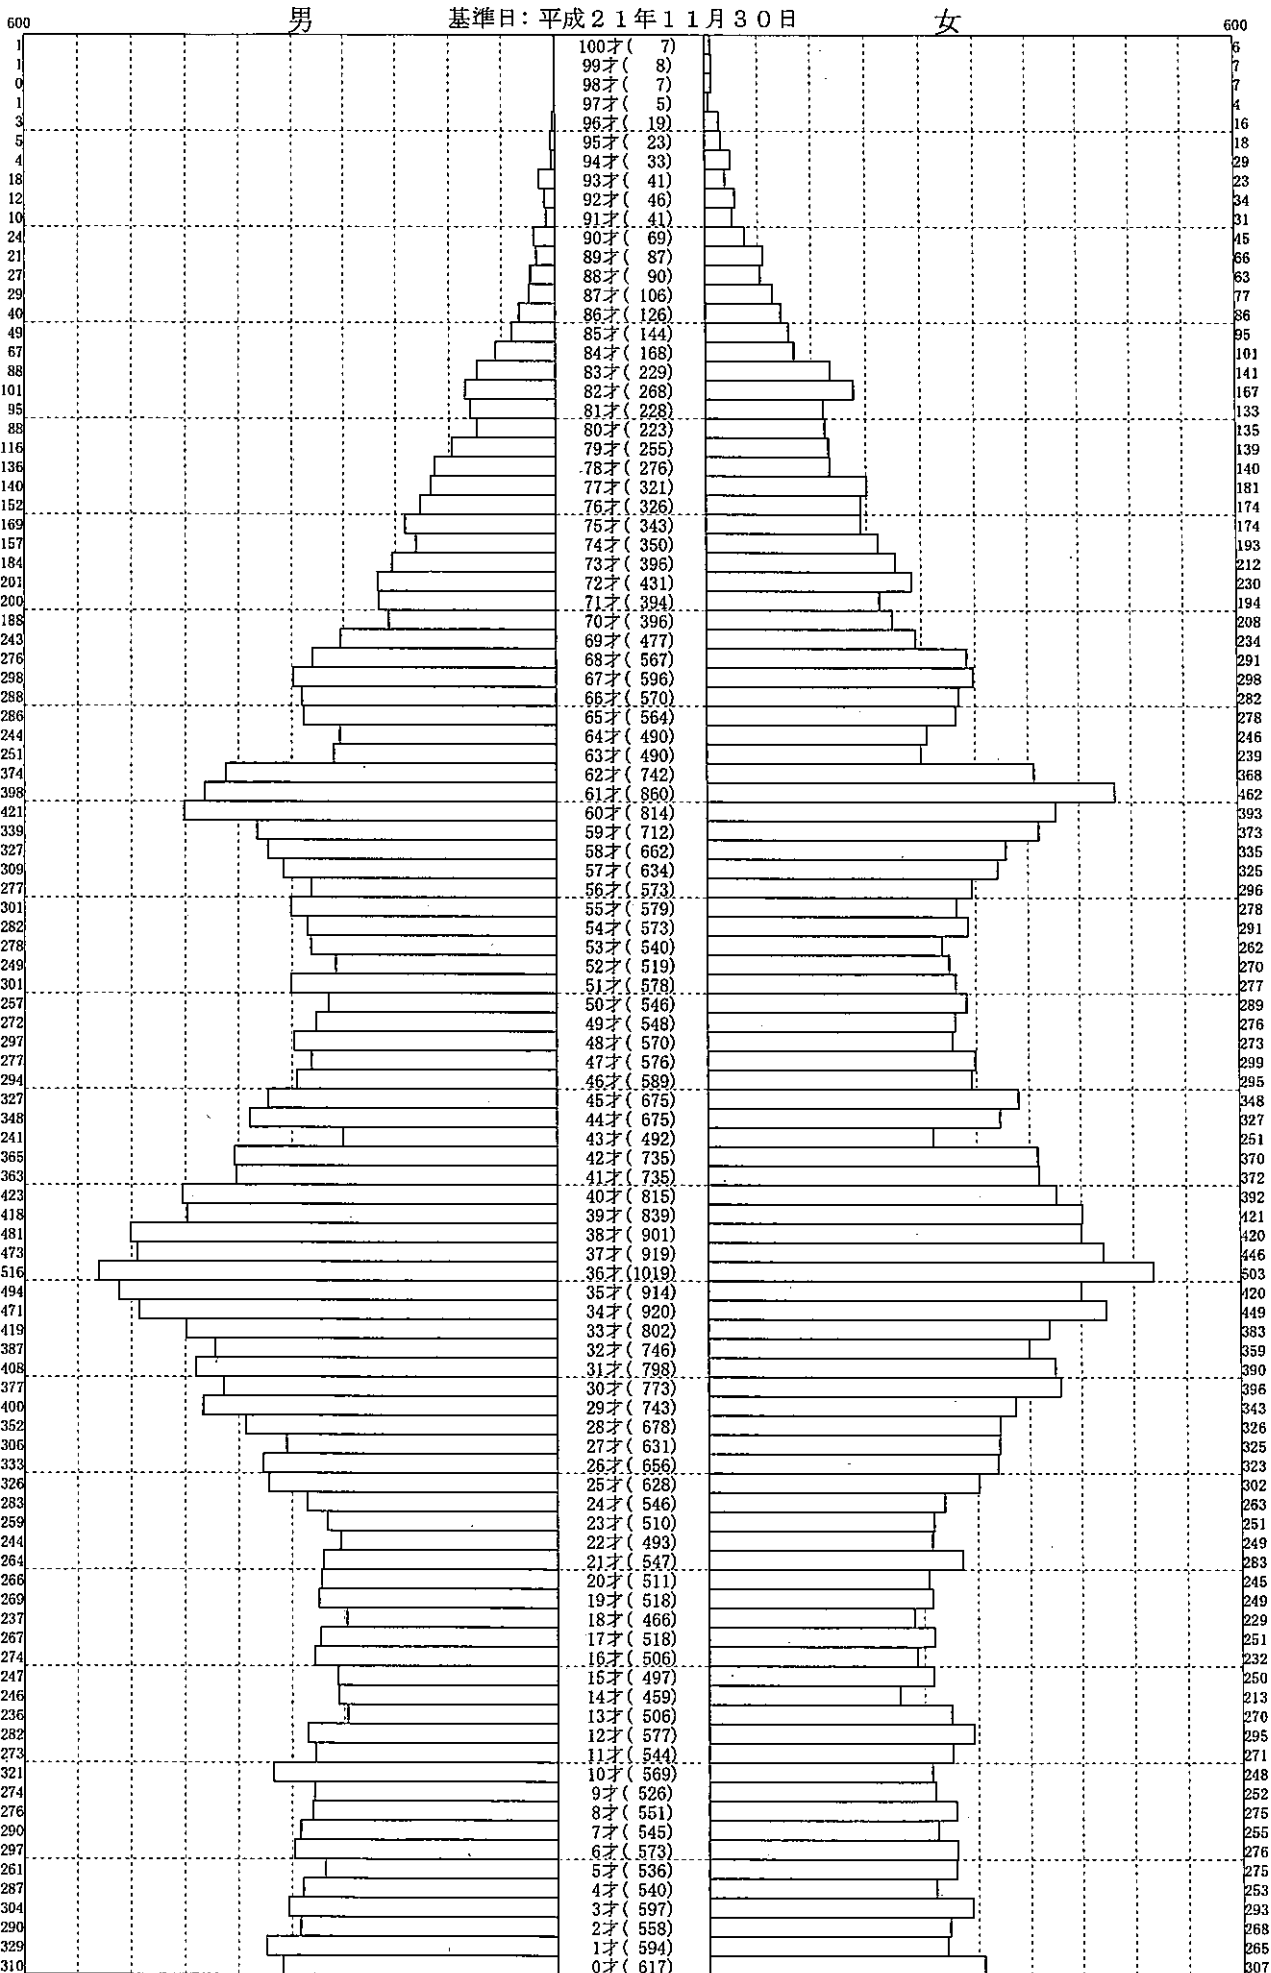 男 基準日：平成２１年１１月３０日 女
600 600
1 100才( 7) 6
1 99才( 8) 7
0 98才( 7) 7
1 97才( 5) 4
3 96才( 19) 16
5 95才( 23) 18
4 94才( 33) 29
18 93才( 41) 23
12 92才( 46) 34
10 91才( 41) 31
24 90才( 69) 45
21 89才( 87) 66
27 88才( 90) 63
29 87才( 106) 77
40 86才( 126) 86
49 85才( 144) 95
67 84才( 168) 101
88 83才( 229) 141
101 82才( 268) 167
95 81才( 228) 133
88 80才( 223) 135
116 79才( 255) 139
136 78才( 276) 140
140 77才( 321) 181
152 76才( 326) 174
169 75才( 343) 174
157 74才( 350) 193
184 73才( 396) 212
201 72才( 431) 230
200 71才( 394) 194
188 70才( 396) 208
243 69才( 477) 234
276 68才( 567) 291
298 67才( 596) 298
288 66才( 570) 282
286 65才( 564) 278
244 64才( 490) 246
251 63才( 490) 239
374 62才( 742) 368
398 61才( 860) 462
421 60才( 814) 393
339 59才( 712) 373
327 58才( 662) 335
309 57才( 634) 325
277 56才( 573) 296
301 55才( 579) 278
282 54才( 573) 291
278 53才( 540) 262
249 52才( 519) 270
301 51才( 578) 277
257 50才( 546) 289
272 49才( 548) 276
297 48才( 570) 273
277 47才( 576) 299
294 46才( 589) 295
327 45才( 675) 348
348 44才( 675) 327
241 43才( 492) 251
365 42才( 735) 370
363 41才( 735) 372
423 40才( 815) 392
418 39才( 839) 421
481 38才( 901) 420
473 37才( 919) 446
516 36才(1019) 503
494 35才( 914) 420
471 34才( 920) 449
419 33才( 802) 383
387 32才( 746) 359
408 31才( 798) 390
377 30才( 773) 396
400 29才( 743) 343
352 28才( 678) 326
306 27才( 631) 325
333 26才( 656) 323
326 25才( 628) 302
283 24才( 546) 263
259 23才( 510) 251
244 22才( 493) 249
264 21才( 547) 283
266 20才( 511) 245
269 19才( 518) 249
237 18才( 466) 229
267 17才( 518) 251
274 16才( 506) 232
247 15才( 497) 250
246 14才( 459) 213
236 13才( 506) 270
282 12才( 577) 295
273 11才( 544) 271
321 10才( 569) 248
274 9才( 526) 252
276 8才( 551) 275
290 7才( 545) 255
297 6才( 573) 276
261 5才( 536) 275
287 4才( 540) 253
304 3才( 597) 293
290 2才( 558) 268
329 1才( 594) 265
310 0才( 617) 307